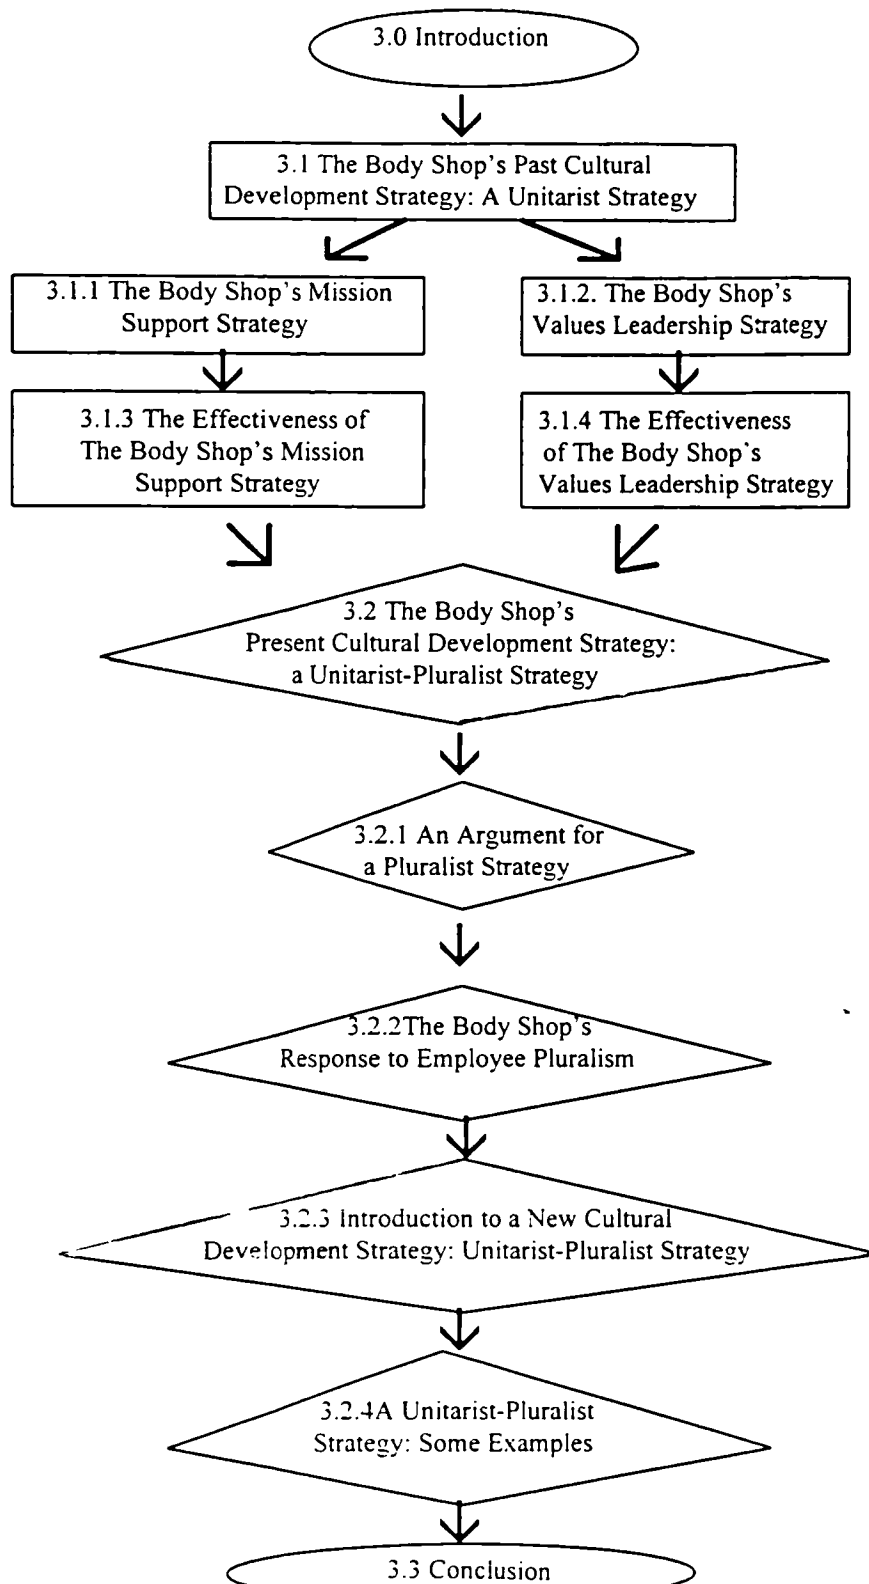 3.0 Introduction
3.1 The Body Shop's Past Cultural
Development Strategy: A Unitarist Strategy
3.1.1 The Body Shop's Mission
Support Strategy
3.1.2. The Body Shop's
Values Leadership Strategy
3.1.3 The Effectiveness of
The Body Shop's Mission
Support Strategy
3.1.4 The Effectiveness
of The Body Shop's
Values Leadership Strategy
3.2 The Body Shop's
Present Cultural Development Strategy:
a Unitarist-Pluralist Strategy
3.2.1 An Argument for
a Pluralist Strategy
3.2.2The Body Shop's
Response to Employee Pluralism
3.2.3 Introduction to a New Cultural
Development Strategy: Unitarist-Pluralist Strategy
3.2.4A Unitarist-Pluralist
Strategy: Some Examples
3.3 Conclusion